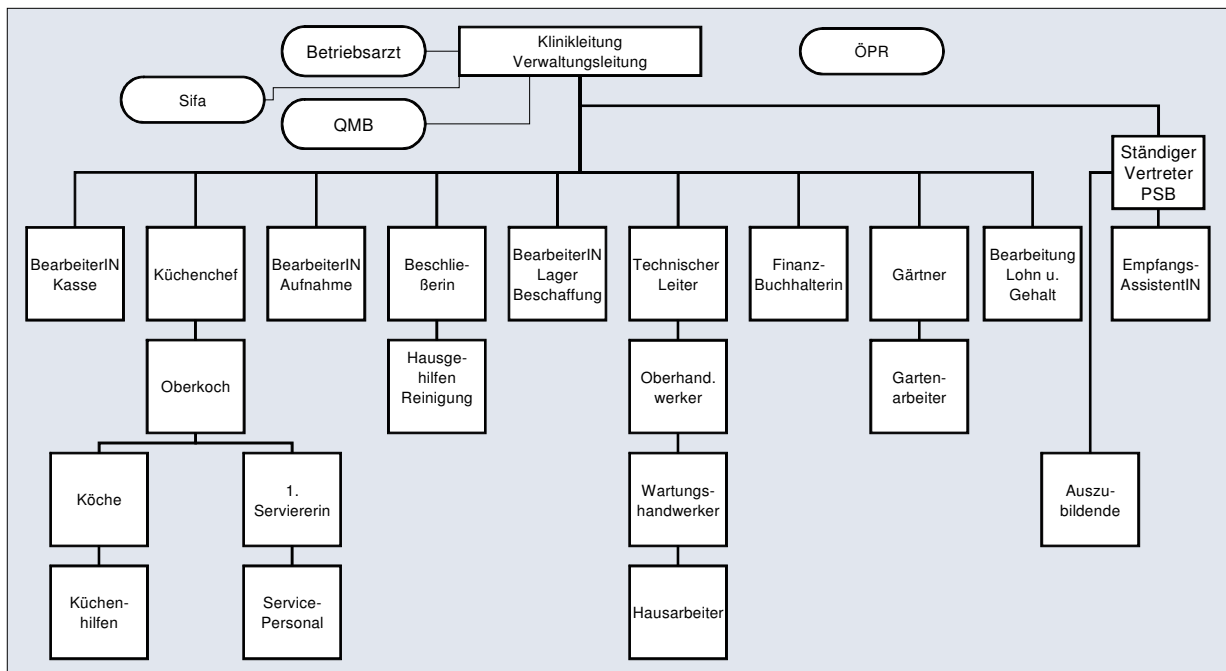 Betriebsarzt
Klinikleitung
Verwaltungsleitung
ÖPR
Sifa
QMB
Ständiger
Vertreter
PSB
BearbeiterIN
Kasse
Küchenchef
BearbeiterIN
Aufnahme
Beschlie-
ßerin
BearbeiterIN
Lager
Beschaffung
Technischer
Leiter
Finanz-
Buchhalterin
Gärtner
Bearbeitung
Lohn u.
Gehalt
Empfangs-
AssistentIN
Oberkoch
Hausge-
hilfen
Reinigung
Oberhand.
werker
Garten-
arbeiter
Köche
1.
Serviererin
Wartungs-
handwerker
Auszu-
bildende
Küchen-
hilfen
Service-
Personal
Hausarbeiter